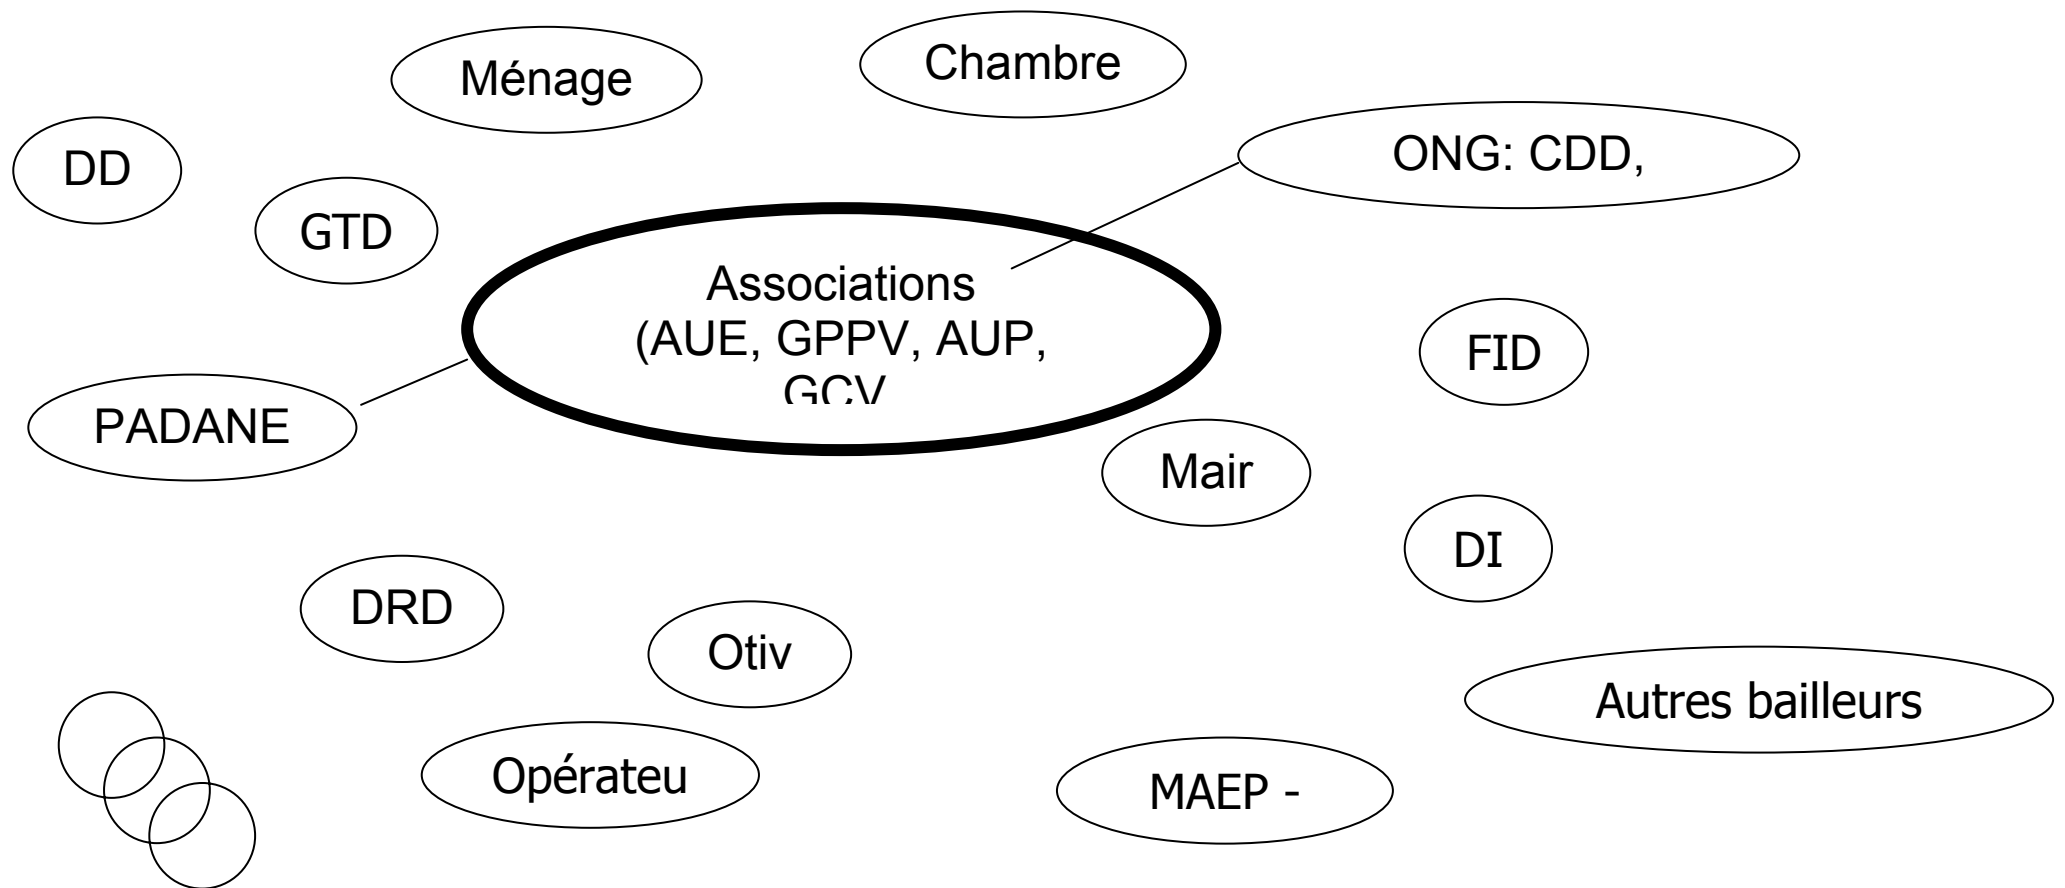 Ménage
Chambre
DD
ONG: CDD,
GTD
Associations
(AUE, GPPV, AUP,
GCV
FID
PADANE
Mair
DI
DRD
Otiv
Autres bailleurs
Opérateu
MAEP -